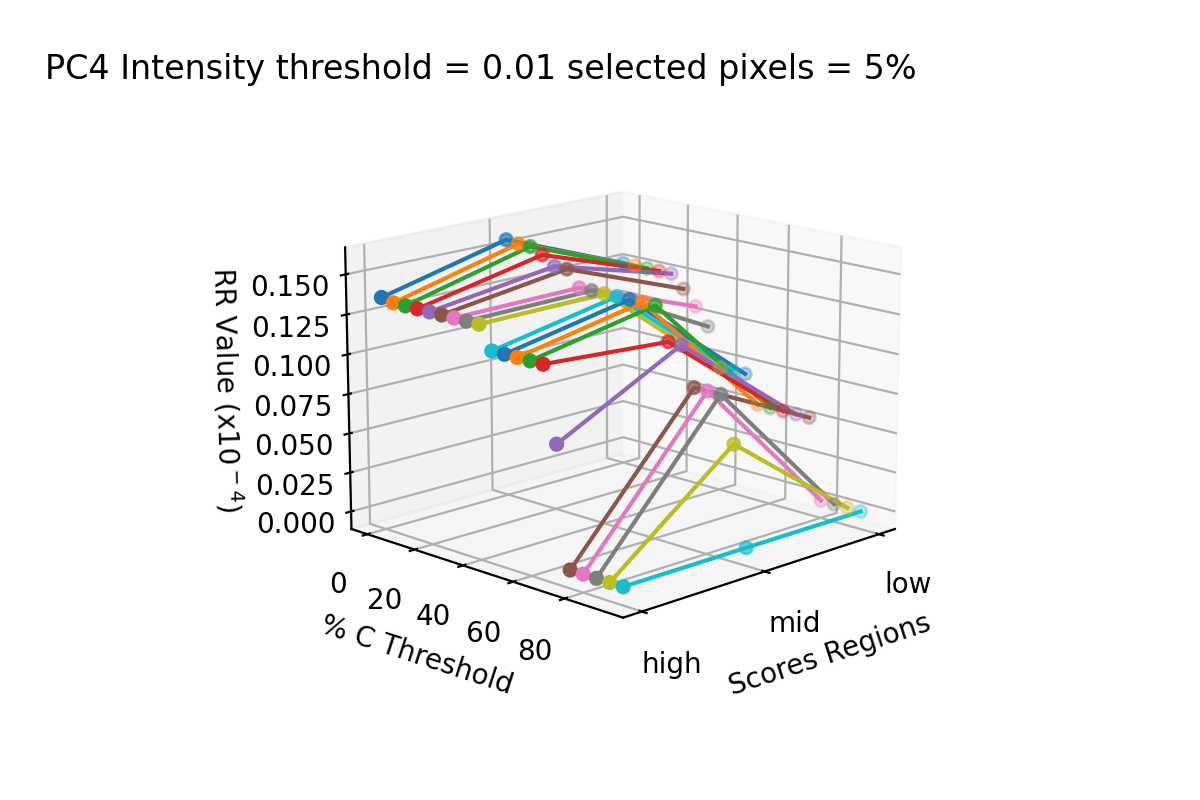 PC4 Intensity threshold = 0.01 selected pixels = 5%
RR Value (x10⁻⁴)
0.150
0.125
0.100
0.075
0.050
0.025
0.000
0
20
40
60
80
% C Threshold
high
mid
low
Scores Regions